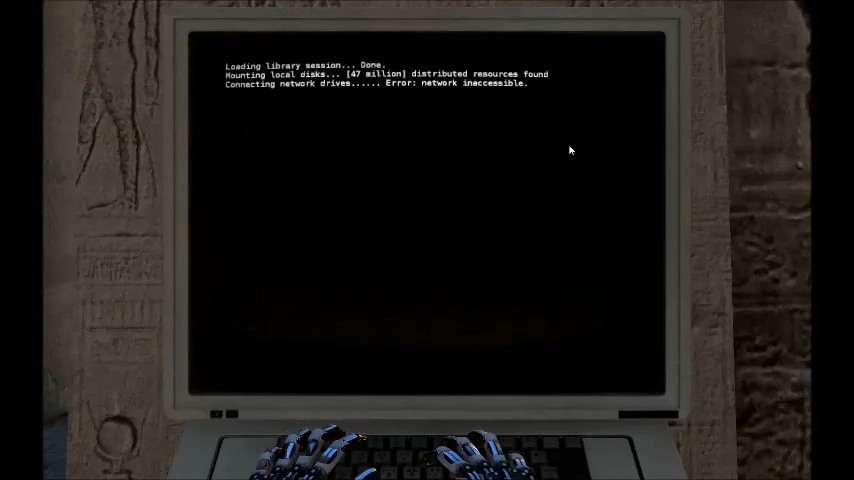 Loading library session... Done.
Mounting local disks... [47 million] distributed resources found
Connecting network drives...... Error: network inaccessible.